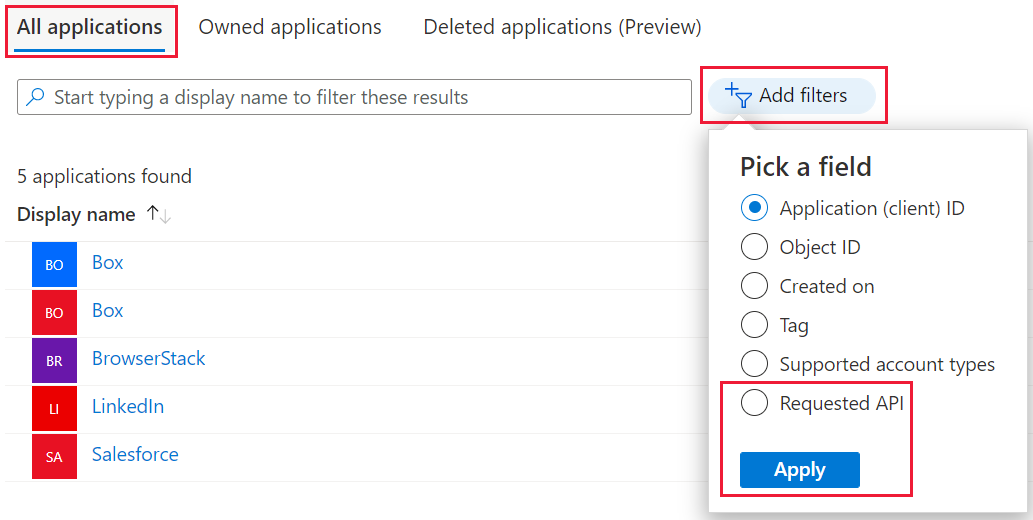 All applications Owned applications Deleted applications (Preview)
Start typing a display name to filter these results Add filters
Pick a field
5 applications found
Display name
Application (client) ID
Object ID
Created on
Tag
Supported account types
Requested API
Apply
BO Box
BO Box
BR BrowserStack
LI LinkedIn
SA Salesforce